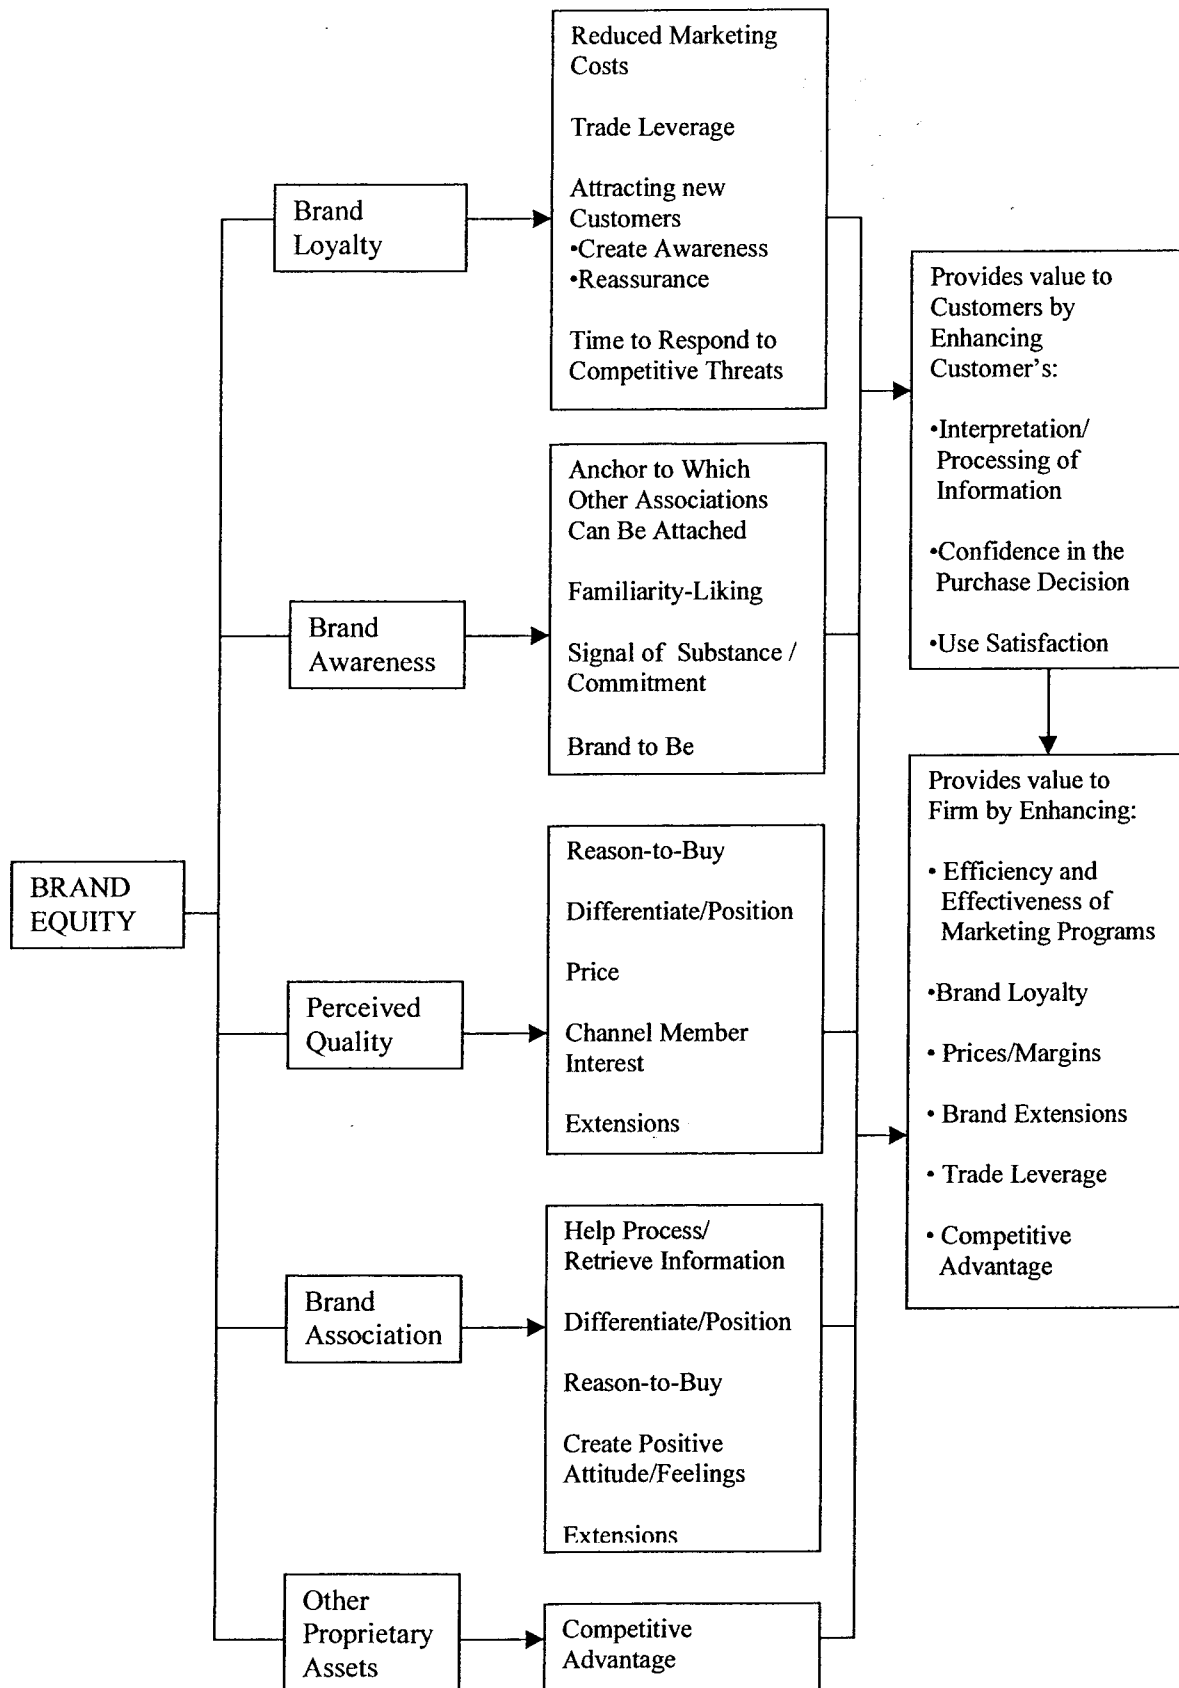 BRAND
EQUITY
Brand
Loyalty
Reduced Marketing
Costs
Trade Leverage
Attracting new
Customers
•Create Awareness
•Reassurance
Time to Respond to
Competitive Threats
Brand
Awareness
Anchor to Which
Other Associations
Can Be Attached
Familiarity-Liking
Signal of Substance /
Commitment
Brand to Be
Perceived
Quality
Reason-to-Buy
Differentiate/Position
Price
Channel Member
Interest
Extensions
Brand
Association
Help Process/
Retrieve Information
Differentiate/Position
Reason-to-Buy
Create Positive
Attitude/Feelings
Extensions
Other
Proprietary
Assets
Competitive
Advantage
Provides value to
Customers by
Enhancing
Customer's:
•Interpretation/
Processing of
Information
•Confidence in the
Purchase Decision
•Use Satisfaction
Provides value to
Firm by Enhancing:
• Efficiency and
Effectiveness of
Marketing Programs
•Brand Loyalty
• Prices/Margins
• Brand Extensions
• Trade Leverage
• Competitive
Advantage